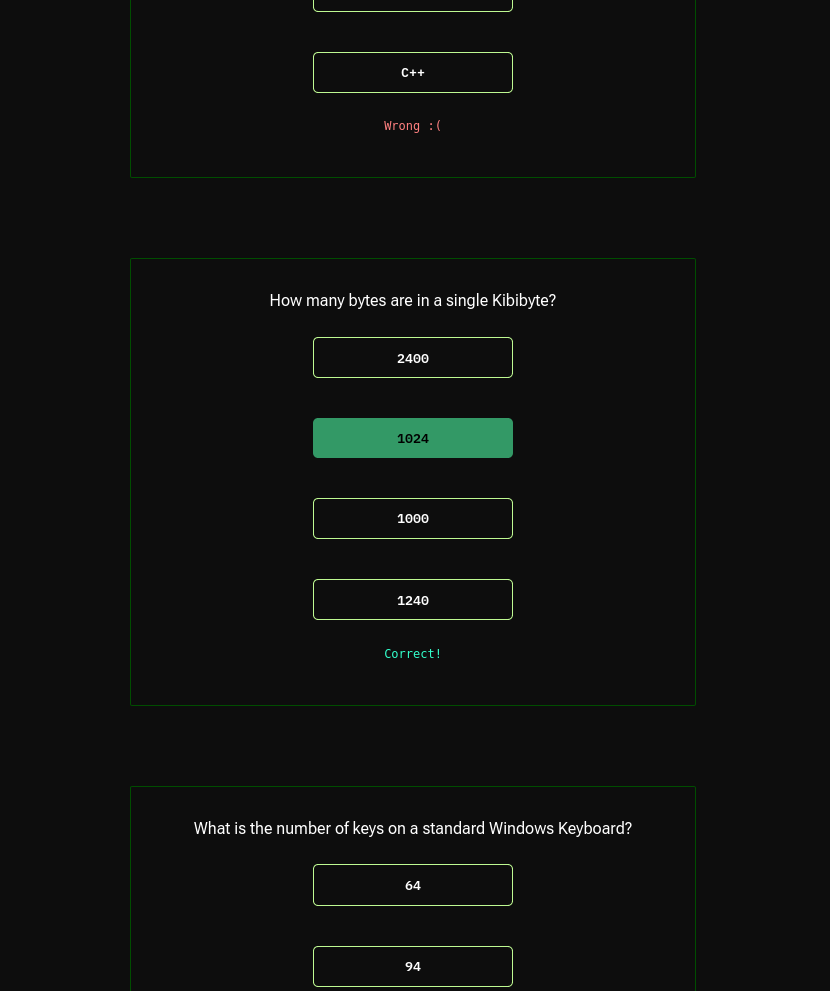 C++
Wrong :(
How many bytes are in a single Kibibyte?
2400
1024
1000
1240
Correct!
What is the number of keys on a standard Windows Keyboard?
64
94